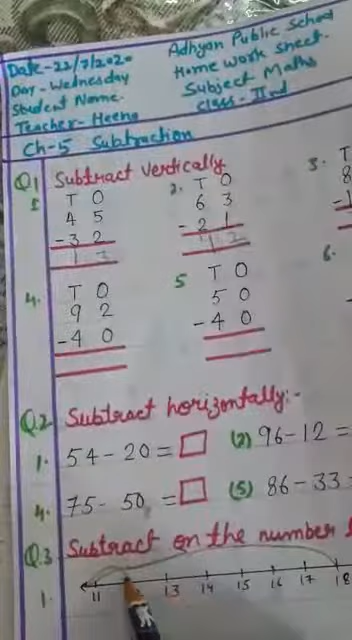 Date-22/7/2020
Day-Wednesday
Student Name-
Teacher-Heena
Adhyan Public School
Home work Sheet-
Subject Maths
Class-IInd
Ch-5 Subtraction
Q1 Subtract vertically
1 T O
4 5
-3 2
1 3
2. T O
6 3
-2 1
4 2
3. T
8
-1
4. T O
9 2
-4 0
5 T O
5 0
-4 0
6.
Q.2 Subtract horizontally:-
1. 54-20=
(2) 96-12=
4. 75-50=
(5) 86-33
Q.3 Subtract on the number
1. 11 13 14 15 16 17 18